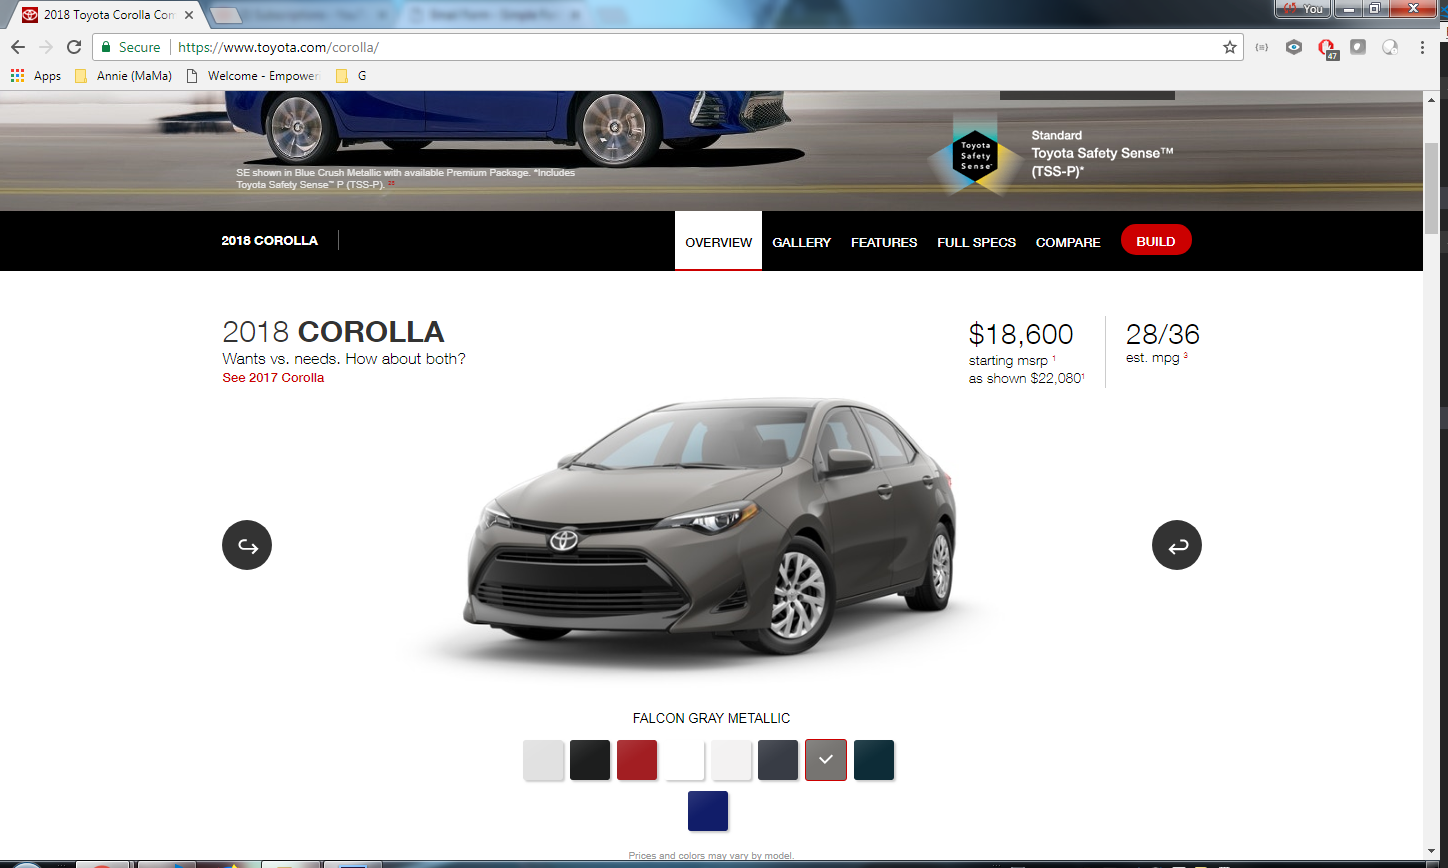 2018 Toyota Corolla Com
You
Secure
https://www.toyota.com/corolla/
47
Apps
Annie (MaMa)
Welcome - Empower
G
Toyota
Safety
Sense
Standard
Toyota Safety Sense™
(TSS-P)*
SE shown in Blue Crush Metallic with available Premium Package. *Includes
Toyota Safety Sense™ P (TSS-P).
2018 COROLLA
OVERVIEW
GALLERY
FEATURES
FULL SPECS
COMPARE
BUILD
2018 COROLLA
Wants vs. needs. How about both?
See 2017 Corolla
$18,600
starting msrp 1
as shown $22,0801
28/36
est. mpg 3
FALCON GRAY METALLIC
Prices and colors may vary by model.